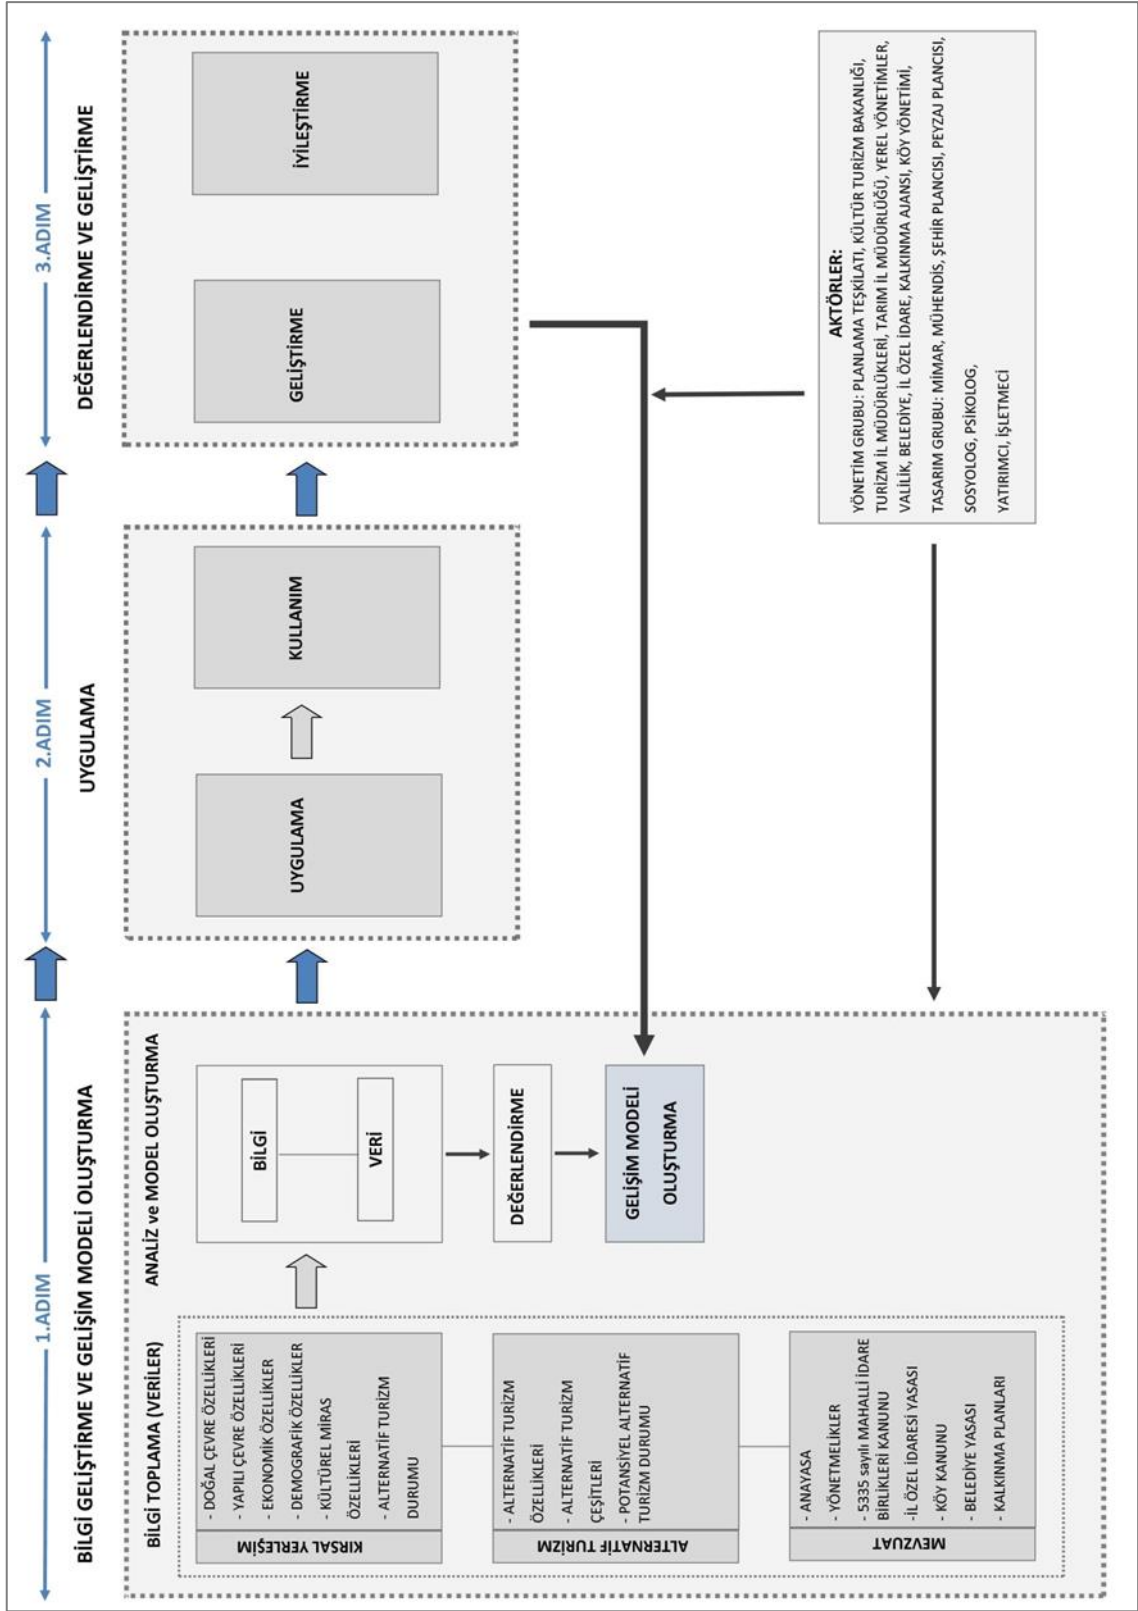 1.ADIM
2.ADIM
3.ADIM
BİLGİ GELİŞTİRME VE GELİŞİM MODELİ OLUŞTURMA
UYGULAMA
DEĞERLENDİRME VE GELİŞTİRME
BİLGİ TOPLAMA (VERİLER)
KIRSAL YERLEŞİM
- DOĞAL ÇEVRE ÖZELLİKLERİ
- YAPILI ÇEVRE ÖZELLİKLERİ
- EKONOMİK ÖZELLİKLER
- DEMOGRAFİK ÖZELLİKLER
- KÜLTÜREL MİRAS
ÖZELLİKLERİ
- ALTERNATİF TURİZM
DURUMU
ALTERNATİF TURİZM
- ALTERNATİF TURİZM
ÖZELLİKLERİ
- ALTERNATİF TURİZM
ÇEŞİTLERİ
- POTANSİYEL ALTERNATİF
TURİZM DURUMU
MEVZUAT
- ANAYASA
- YÖNETMELİKLER
- 5335 sayılı MAHALLİ İDARE
BİRLİKLERİ KANUNU
-İL ÖZEL İDARESİ YASASI
- KÖY KANUNU
- BELEDİYE YASASI
- KALKINMA PLANLARI
ANALİZ ve MODEL OLUŞTURMA
BİLGİ
VERİ
DEĞERLENDİRME
GELİŞİM MODELİ
OLUŞTURMA
UYGULAMA
KULLANIM
GELİŞTİRME
İYİLEŞTİRME
AKTÖRLER:
YÖNETİM GRUBU: PLANLAMA TEŞKİLATI, KÜLTÜR TURİZM BAKANLIĞI,
TURİZM İL MÜDÜRLÜKLERİ, TARIM İL MÜDÜRLÜĞÜ, YEREL YÖNETİMLER,
VALİLİK, BELEDİYE, İL ÖZEL İDARE, KALKINMA AJANSI, KÖY YÖNETİMİ,
TASARIM GRUBU: MİMAR, MÜHENDİS, ŞEHİR PLANCISI, PEYZAJ PLANCISI,
SOSYOLOG, PSİKOLOG,
YATIRIMCI, İŞLETMECİ